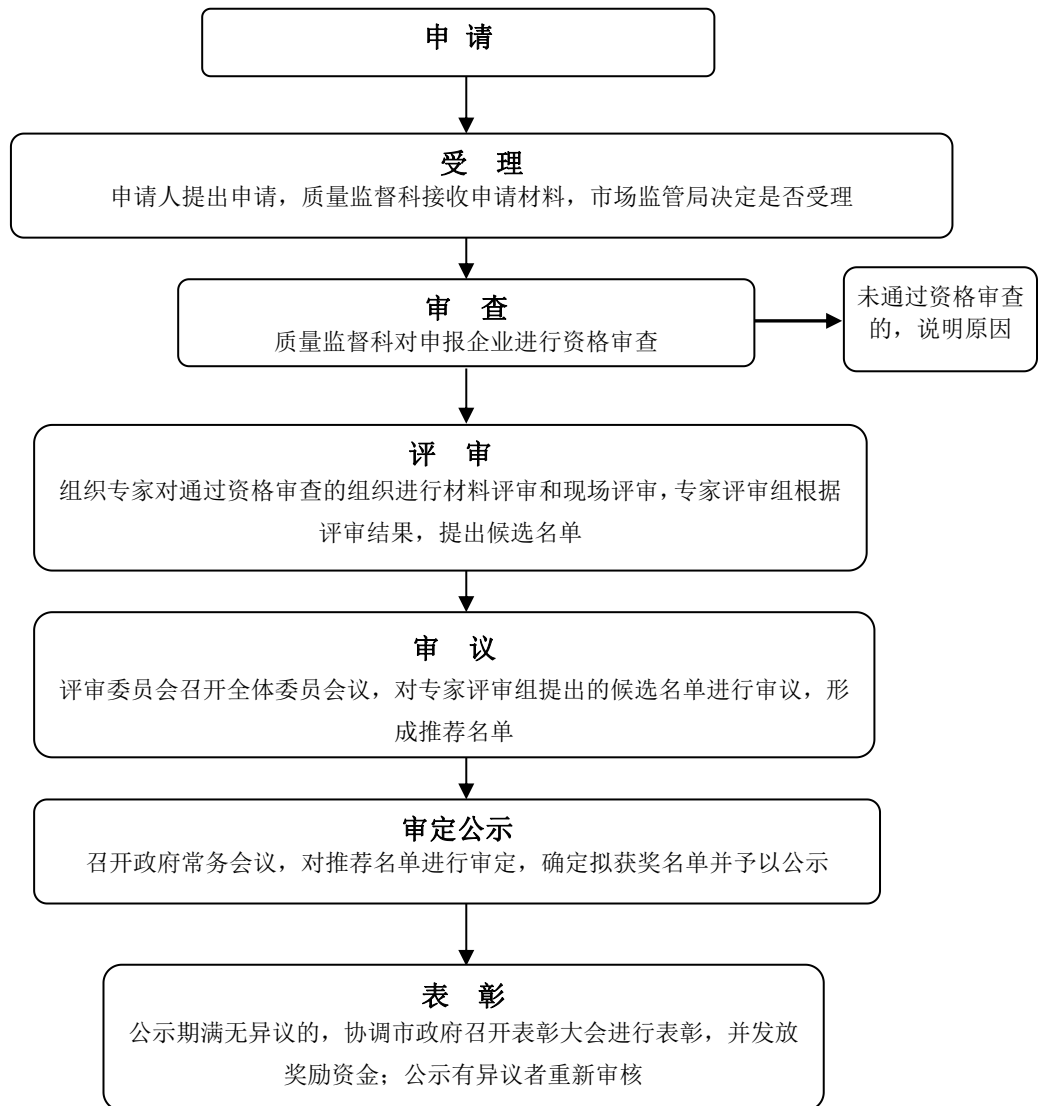 申 请
受 理
申请人提出申请，质量监督科接收申请材料，市场监管局决定是否受理
审 查
质量监督科对申报企业进行资格审查
未通过资格审查
的，说明原因
评 审
组织专家对通过资格审查的组织进行材料评审和现场评审，专家评审组根据
评审结果，提出候选名单
审 议
评审委员会召开全体委员会议，对专家评审组提出的候选名单进行审议，形
成推荐名单
审定公示
召开政府常务会议，对推荐名单进行审定，确定拟获奖名单并予以公示
表 彰
公示期满无异议的，协调市政府召开表彰大会进行表彰，并发放
奖励资金；公示有异议者重新审核